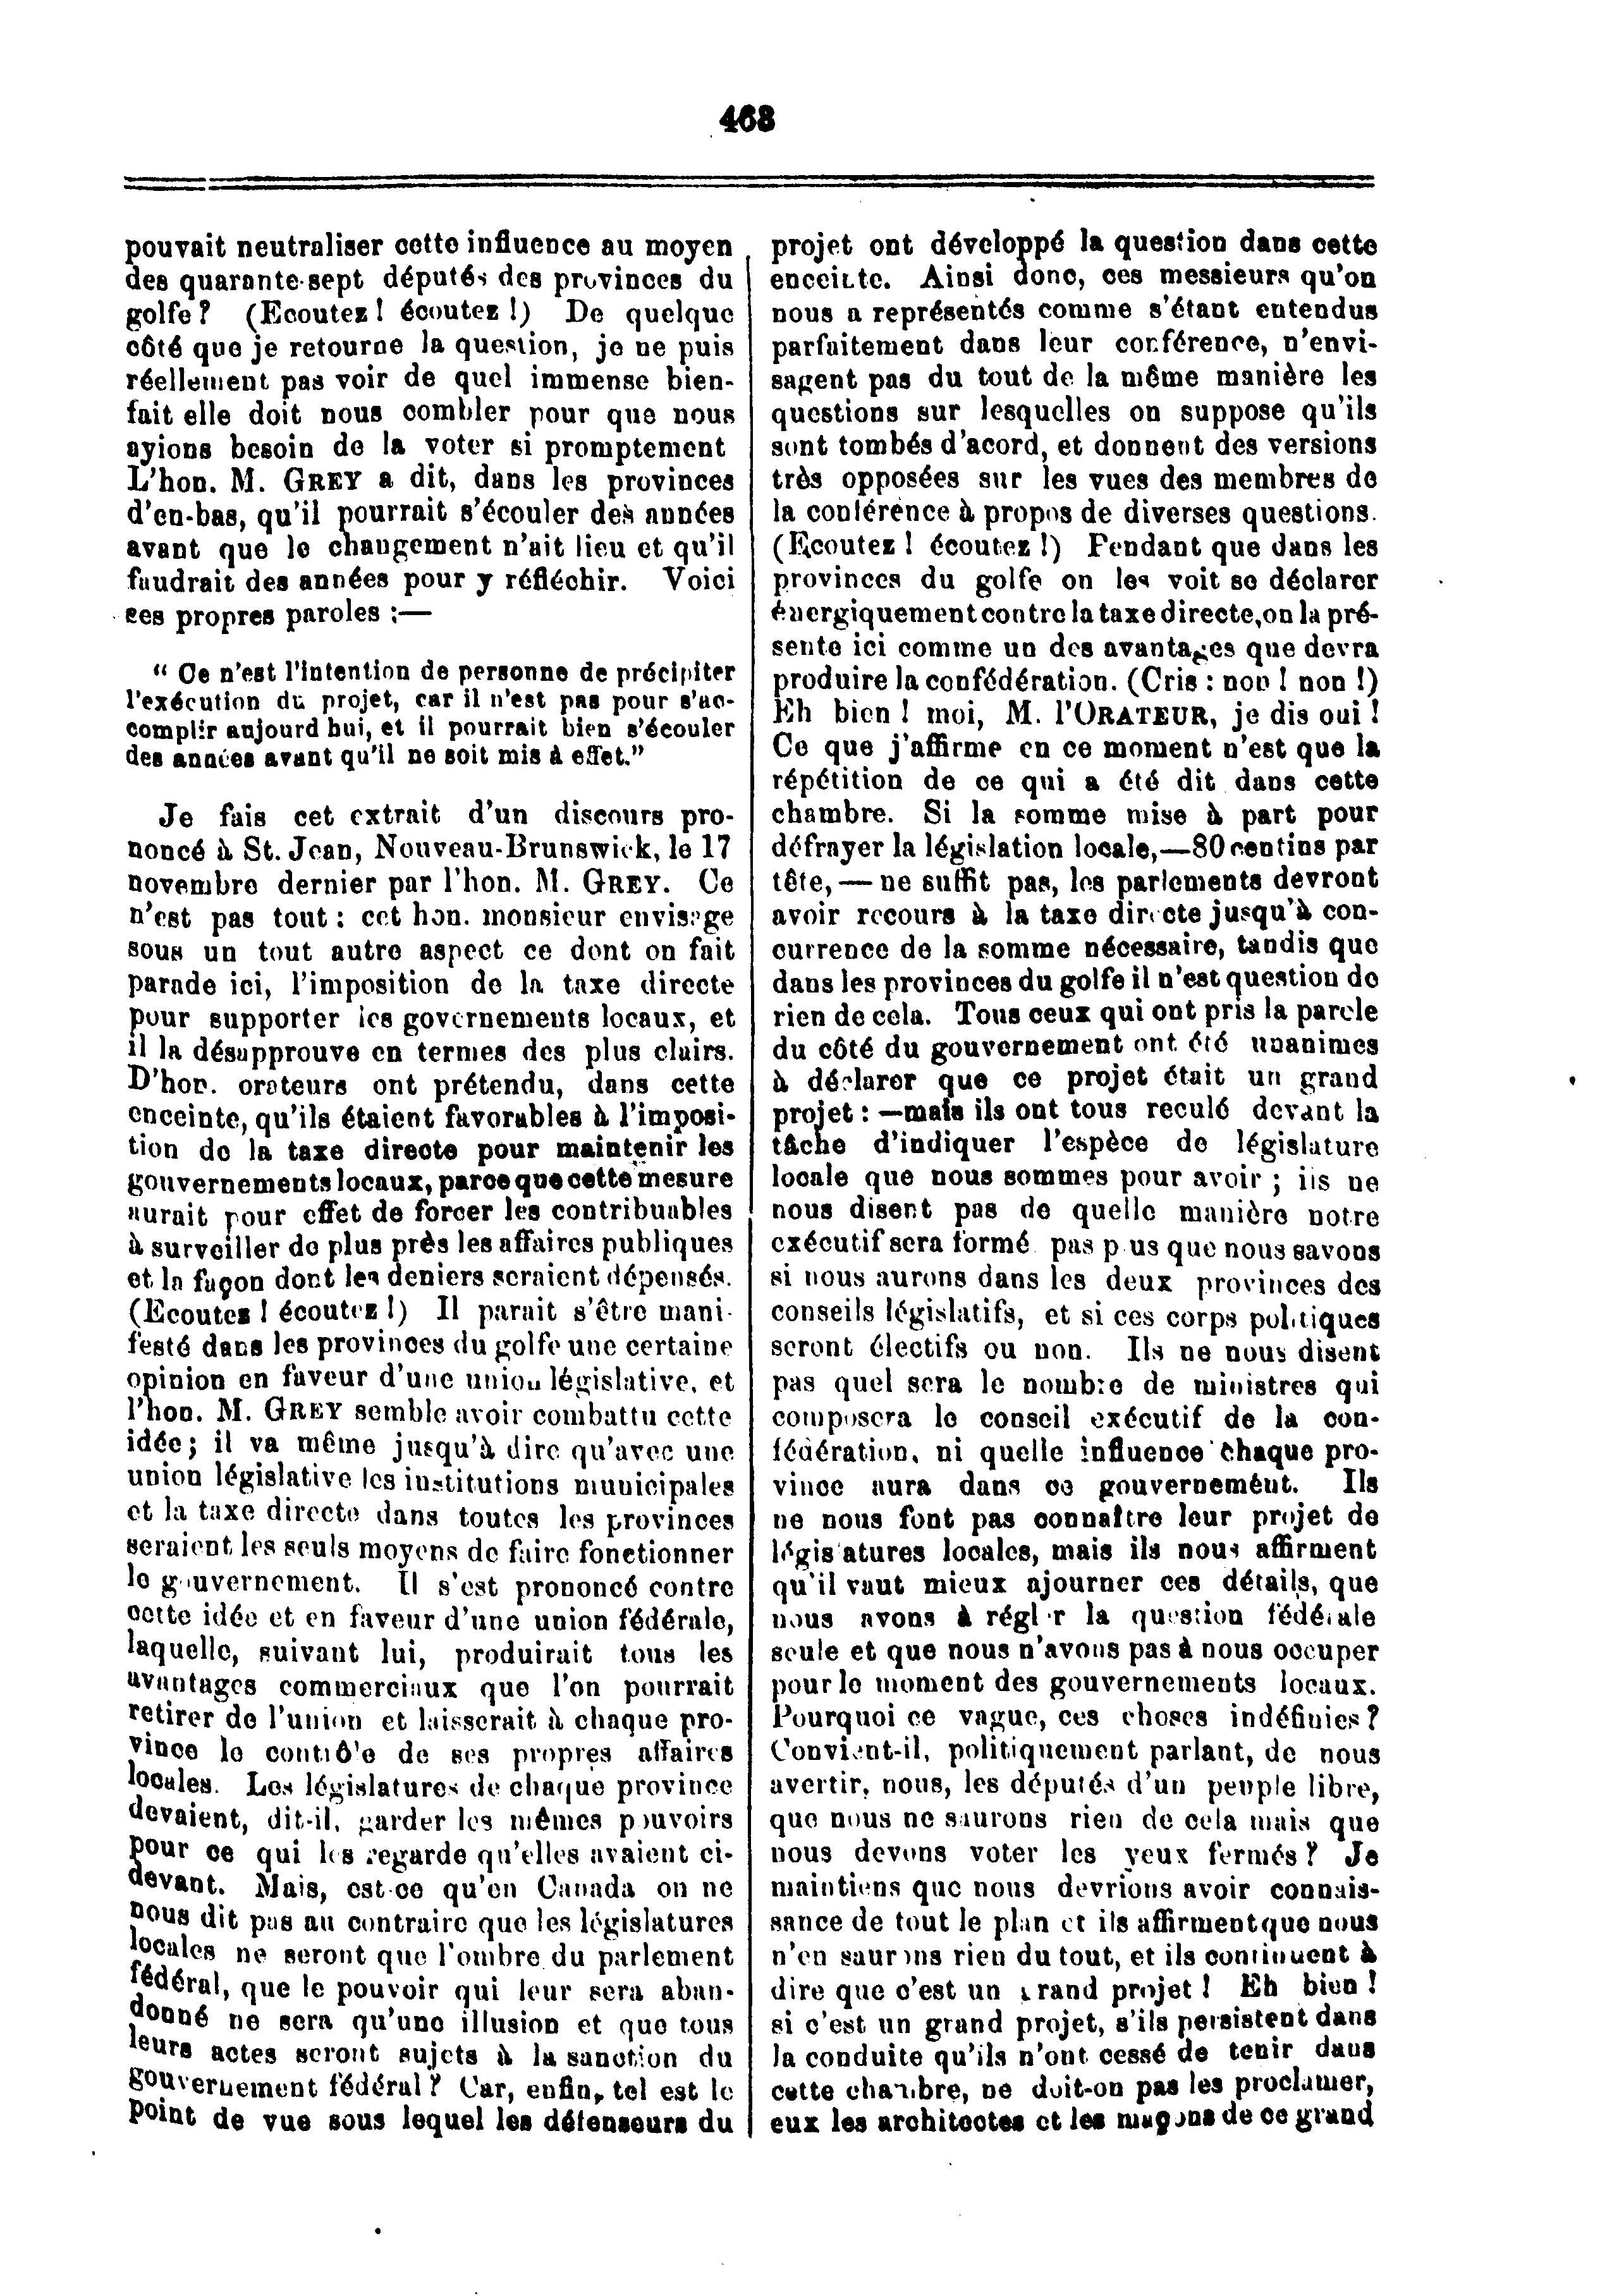 468
pouvait neutraliser cette influence au moyen
des quarante-sept députés des provinces du
golfe ? (Ecoutez ! écoutez !) De quelque
côté que je retourne la question, je ne puis
réellement pas voir de quel immense bien-
fait elle doit nous combler pour que nous
ayions besoin de la voter si promptement
L'hon. M. GREY a dit, dans les provinces
d'en-bas, qu'il pourrait s'écouler des années
avant que le changement n'ait lieu et qu'il
faudrait des années pour y réfléchir. Voici
ses propres paroles :—
“ Ce n'est l'intention de personne de précipiter
l'exécution du projet, car il n'est pas pour s'ac-
complir aujourd hui, et il pourrait bien s'écouler
des années avant qu'il ne soit mis à effet.”
Je fais cet extrait d'un discours pro-
noncé à St. Jean, Nouveau-Brunswick, le 17
novembre dernier par l'hon. M. GREY. Ce
n'est pas tout : cet hon. monsieur envisage
sous un tout autre aspect ce dont on fait
parade ici, l'imposition de la taxe directe
pour supporter les governements locaux, et
il la désapprouve en termes des plus clairs.
D'hon. orateurs ont prétendu, dans cette
enceinte, qu'ils étaient favorables à l'imposi-
tion de la taxe directe pour maintenir les
gouvernements locaux, parce que cette mesure
aurait pour effet de forcer les contribuables
à surveiller de plus près les affaires publiques
et la façon dont les deniers seraient dépensés.
(Ecoutez ! écoutez !) Il parait s'être mani-
festé dans les provinces du golfe une certaine
opinion en faveur d'une union législative, et
l'hon. M. GREY semble avoir combattu cette
idée ; il va même jusqu'à dire qu'avec une
union législative les institutions municipales
et la taxe directe dans toutes les provinces
seraient les seuls moyens de faire fonctionner
le gouvernement. Il s'est prononcé contre
cette idée et en faveur d'une union fédérale,
laquelle, suivant lui, produirait tous les
avantages commerciaux que l'on pourrait
retirer de l'union et laisserait à chaque pro-
vince le contrôle de ses propres affaires
locales. Les législatures de chaque province
devaient, dit-il, garder les mêmes pouvoirs
pour ce qui les regarde qu'elles avaient ci-
devant. Mais, est-ce qu'en Canada on ne
nous dit pas au contraire que les législatures
locales ne seront que l'ombre du parlement
fédéral, que le pouvoir qui leur sera aban-
donné ne sera qu'une illusion et que tous
leurs actes seront sujets à la sanction du
gouvernement fédéral ? Car, enfin, tel est le
point de vue sous lequel les défenseurs du
projet ont développé la question dans cette
enceinte. Ainsi donc, ces messieurs qu'on
nous a représentés comme s'étant entendus
parfaitement dans leur conférence, n'envi-
sagent pas du tout de la même manière les
questions sur lesquelles on suppose qu'ils
sont tombés d'acord, et donnent des versions
très opposées sur les vues des membres de
la conférence à propos de diverses questions.
(Ecoutez ! écoutez !) Pendant que dans les
provinces du golfe on les voit se déclarer
énergiquement contre la taxe directe, on la pré-
sente ici comme un des avantages que devra
produire la confédération. (Cris : non ! non !)
Eh bien ! moi, M. l'ORATEUR, je dis oui !
Ce que j'affirme en ce moment n'est que la
répétition de ce qui a été dit dans cette
chambre. Si la somme mise à part pour
défrayer la législation locale,—80 centins par
tête, — ne suffit pas, les parlements devront
avoir recours à la taxe directe jusqu'à con-
currence de la somme nécessaire, tandis que
dans les provinces du golfe il n'est question de
rien de cela. Tous ceux qui ont pris la parole
du côté du gouvernement ont été unanimes
à déclarer que ce projet était un grand
projet : —mais ils ont tous reculé devant la
tâche d'indiquer l'espèce de législature
locale que nous sommes pour avoir ; ils ne
nous disent pas de quelle manière notre
exécutif sera formé pas plus que nous savons
si nous aurons dans les deux provinces des
conseils législatifs, et si ces corps politiques
seront électifs ou non. Ils ne nous disent
pas quel sera le nombre de ministres qui
composera le conseil exécutif de la con-
fédération, ni quelle influence chaque pro-
vince aura dans ce gouvernement. Ils
ne nous font pas connaître leur projet de
législatures locales, mais ils nous affirment
qu'il vaut mieux ajourner ces détails, que
nous avons à régler la question fédérale
seule et que nous n'avons pas à nous occuper
pour le moment des gouvernements locaux.
Pourquoi ce vague, ces choses indéfinies ?
Convient-il, politiquement parlant, de nous
avertir, nous, les députés d'un peuple libre,
que nous ne saurons rien de cela mais que
nous devons voter les yeux fermés ? Je
maintiens que nous devrions avoir connais-
sance de tout le plan et ils affirment que nous
n'en saurons rien du tout, et ils continuent à
dire que c'est un grand projet ! Eh bien !
si c'est un grand projet, s'ils persistent dans
la conduite qu'ils n'ont cessé de tenir dans
cette chambre, ne doit-on pas les proclamer,
eux les architectes et les maçons de ce grand